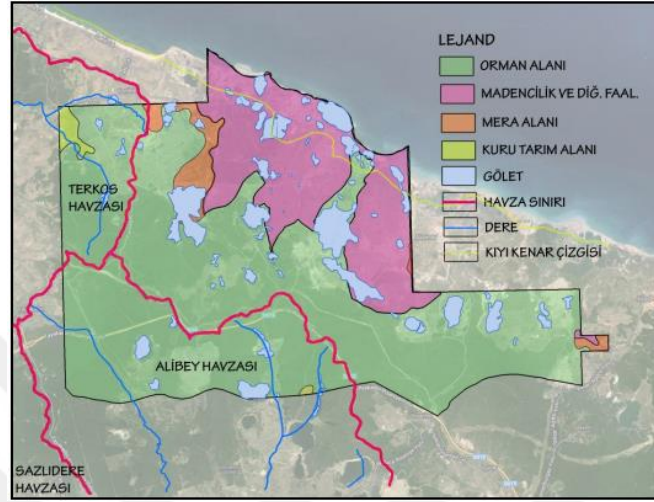 LEJAND
ORMAN ALANI
MADENCİLİK VE DİĞ. FAAL.
MERA ALANI
KURU TARIM ALANI
GÖLET
HAVZA SINIRI
DERE
KIYI KENAR ÇİZGİSİ
TERKOS
HAVZASI
ALİBEY HAVZASI
SAZLIDERE
HAVZASI